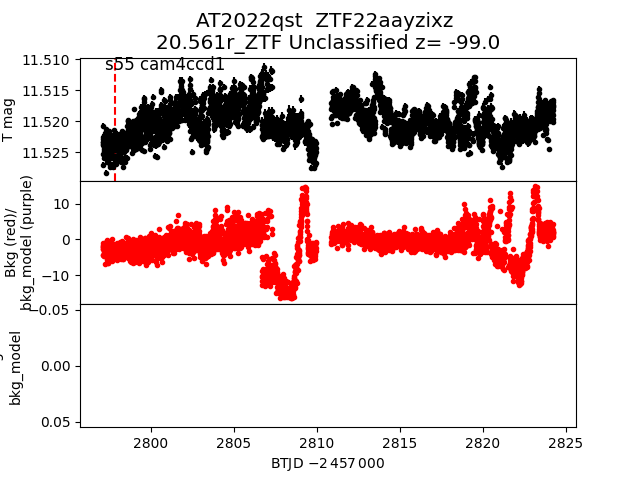 AT2022qst ZTF22aayzixz
20.561r_ZTF Unclassified z= -99.0
s55 cam4ccd1
11.510
11.515
11.520
11.525
T mag
10
0
−10
Bkg (red)/
bkg_model (purple)
−0.05
0.00
0.05
bkg_model
2800
2805
2810
2815
2820
2825
BTJD −2 457 000